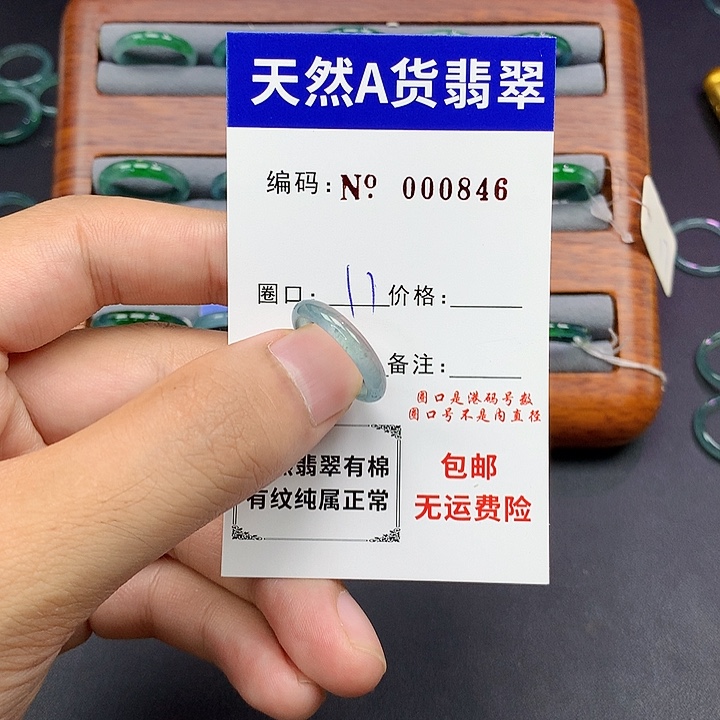 天然A货翡翠
编码: Nº 000846
圈口: 11 价格:
备注:
圈口是港码号数
圈口号不是内直径
翡翠有棉
有纹纯属正常
包邮
无运费险